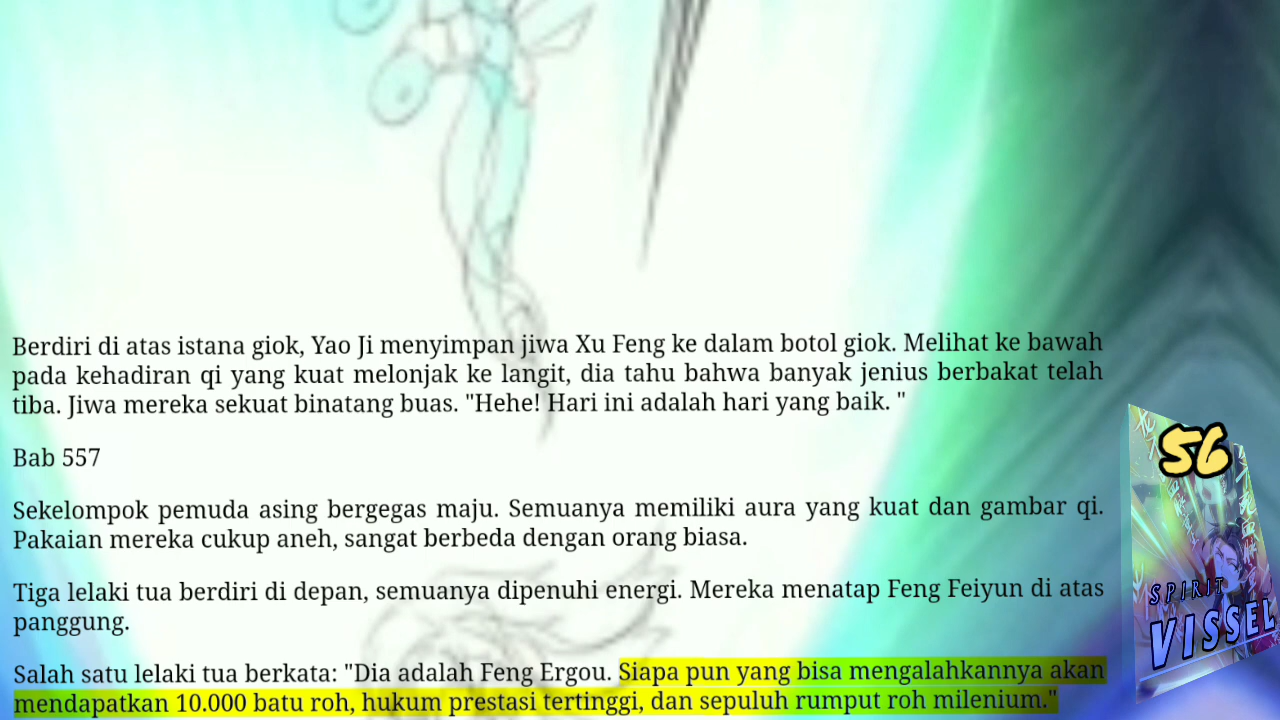 Berdiri di atas istana giok, Yao Ji menyimpan jiwa Xu Feng ke dalam botol giok. Melihat ke bawah
pada kehadiran qi yang kuat melonjak ke langit, dia tahu bahwa banyak jenius berbakat telah
tiba. Jiwa mereka sekuat binatang buas. "Hehe! Hari ini adalah hari yang baik. "
Bab 557
Sekelompok pemuda asing bergegas maju. Semuanya memiliki aura yang kuat dan gambar qi.
Pakaian mereka cukup aneh, sangat berbeda dengan orang biasa.
Tiga lelaki tua berdiri di depan, semuanya dipenuhi energi. Mereka menatap Feng Feiyun di atas
panggung.
Salah satu lelaki tua berkata: "Dia adalah Feng Ergou. Siapa pun yang bisa mengalahkannya akan
mendapatkan 10.000 batu roh, hukum prestasi tertinggi, dan sepuluh rumput roh milenium."
56
SPIRIT
VISSEL